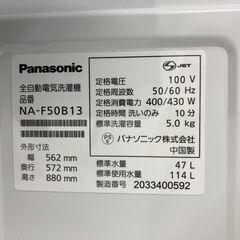 Panasonic
JET
全自動電気洗濯機
品番
NA-F50B13
外形寸法
幅 562 mm
奥行 572 mm
高さ 880 mm
定格電圧 100 V
定格周波数 50/60 Hz
定格消費電力 400/430 W
定格洗い時間 10 分
標準洗濯容量 5.0 kg
PS E
パナソニック株式会社
中国製
標準水量 47 L
標準使用水量 114 L
製造番号 2033400592